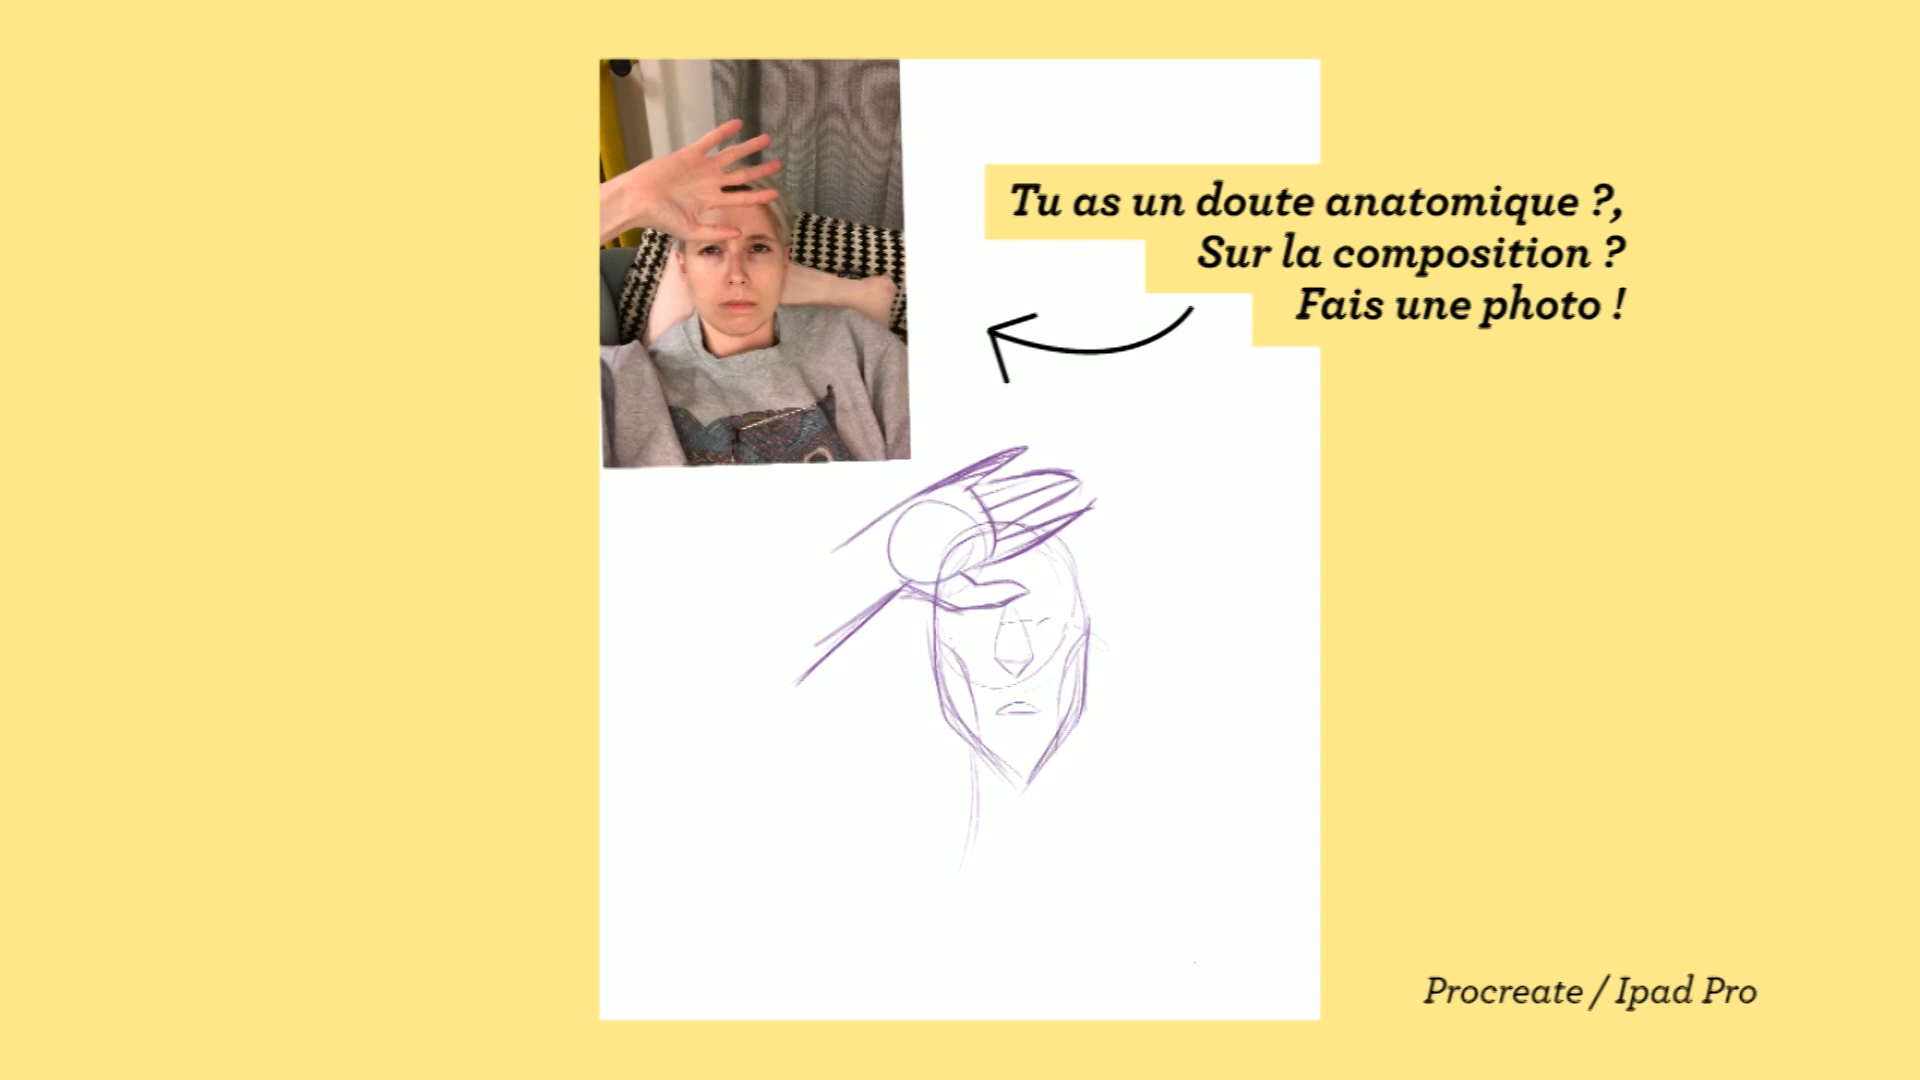 Tu as un doute anatomique ?,
Sur la composition ?
Fais une photo !
Procreate / Ipad Pro